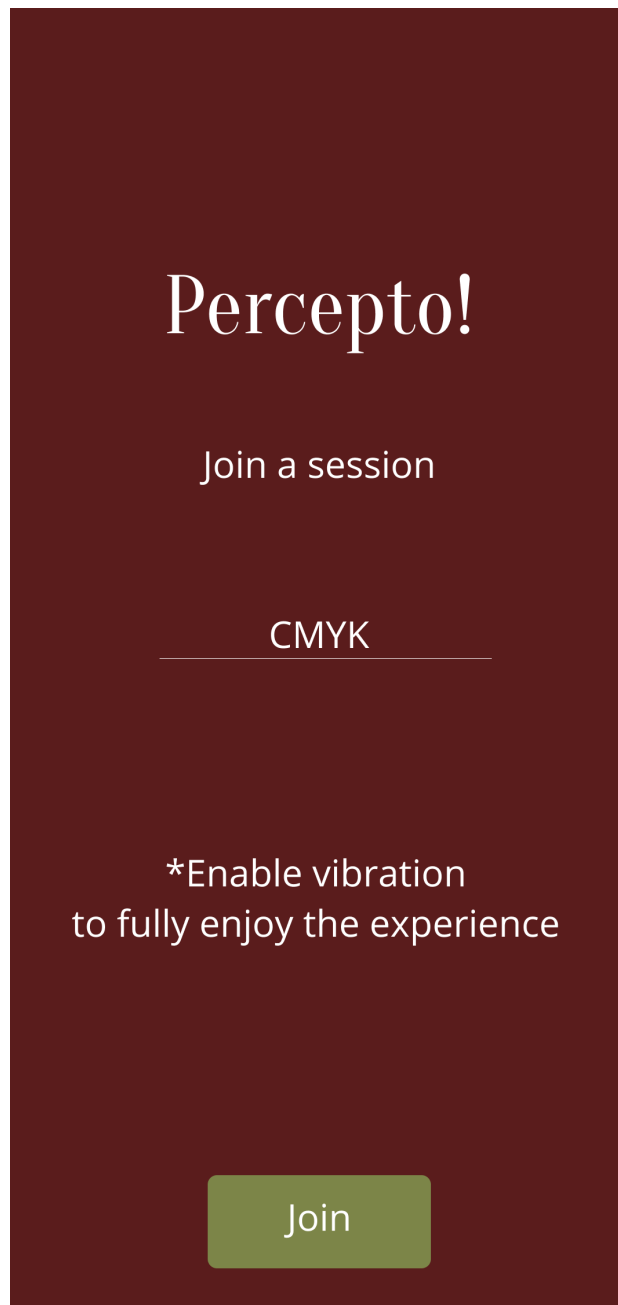 Percepto!
Join a session
CMYK
*Enable vibration
to fully enjoy the experience
Join